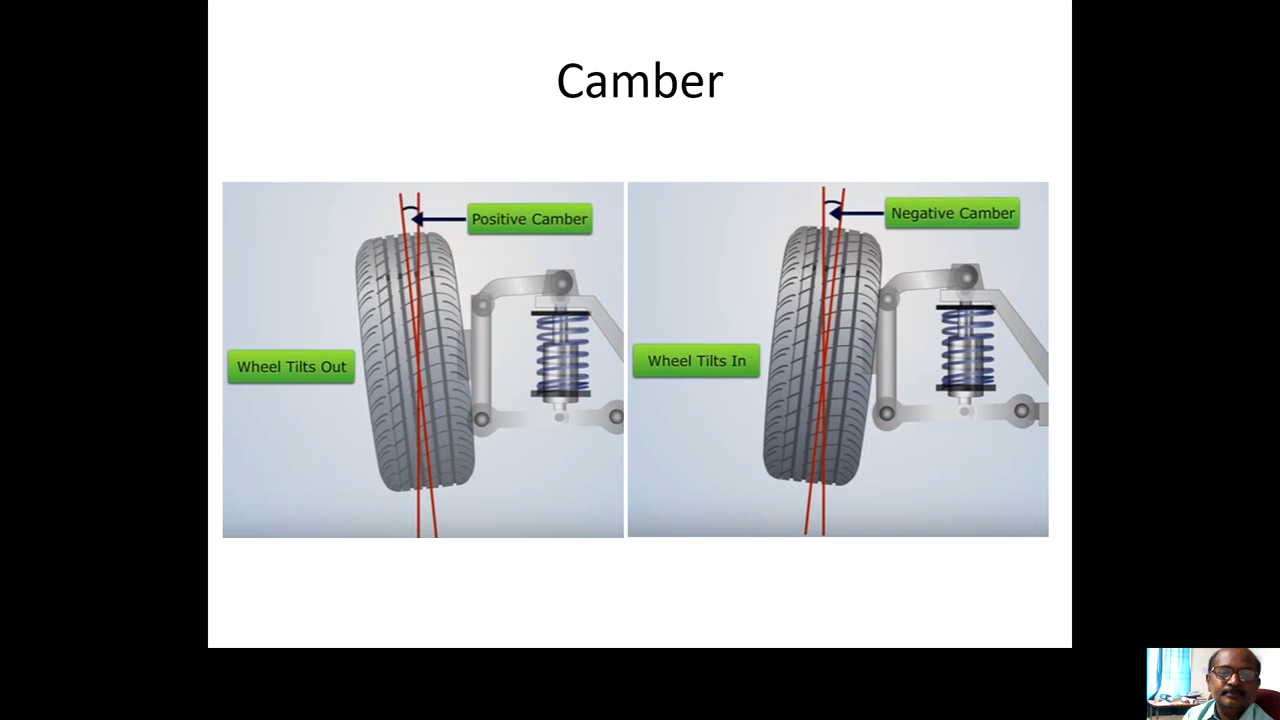 Camber
Positive Camber
Wheel Tilts Out
Negative Camber
Wheel Tilts In